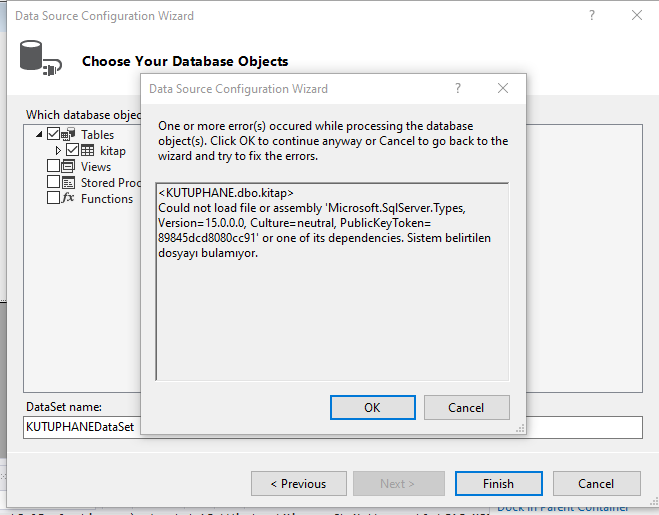 Data Source Configuration Wizard
Choose Your Database Objects
Which database objec
Tables
kitap
Views
Stored Proc
Functions
Data Source Configuration Wizard
One or more error(s) occured while processing the database
object(s). Click OK to continue anyway or Cancel to go back to the
wizard and try to fix the errors.
<KUTUPHANE.dbo.kitap>
Could not load file or assembly 'Microsoft.SqlServer.Types,
Version=15.0.0.0, Culture=neutral, PublicKeyToken=
89845dcd8080cc91' or one of its dependencies. Sistem belirtilen
dosyayı bulamıyor.
OK Cancel
DataSet name:
KUTUPHANEDataSet
< Previous Next > Finish Cancel
Dock in Parent Container